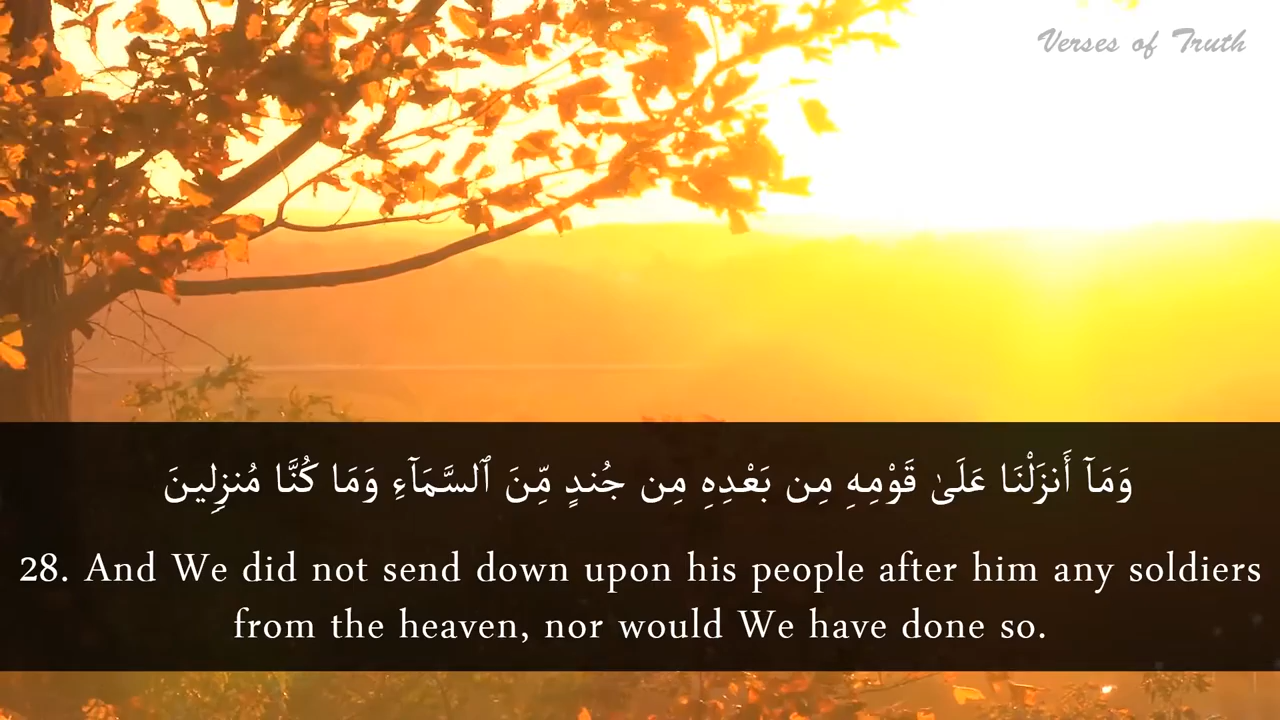 Verses of Truth
وَمَآ أَنزَلْنَا عَلَىٰ قَوْمِهِ مِن بَعْدِهِ مِن جُندٍ مِّنَ ٱلسَّمَآءِ وَمَا كُنَّا مُنزِلِينَ
28. And We did not send down upon his people after him any soldiers
from the heaven, nor would We have done so.